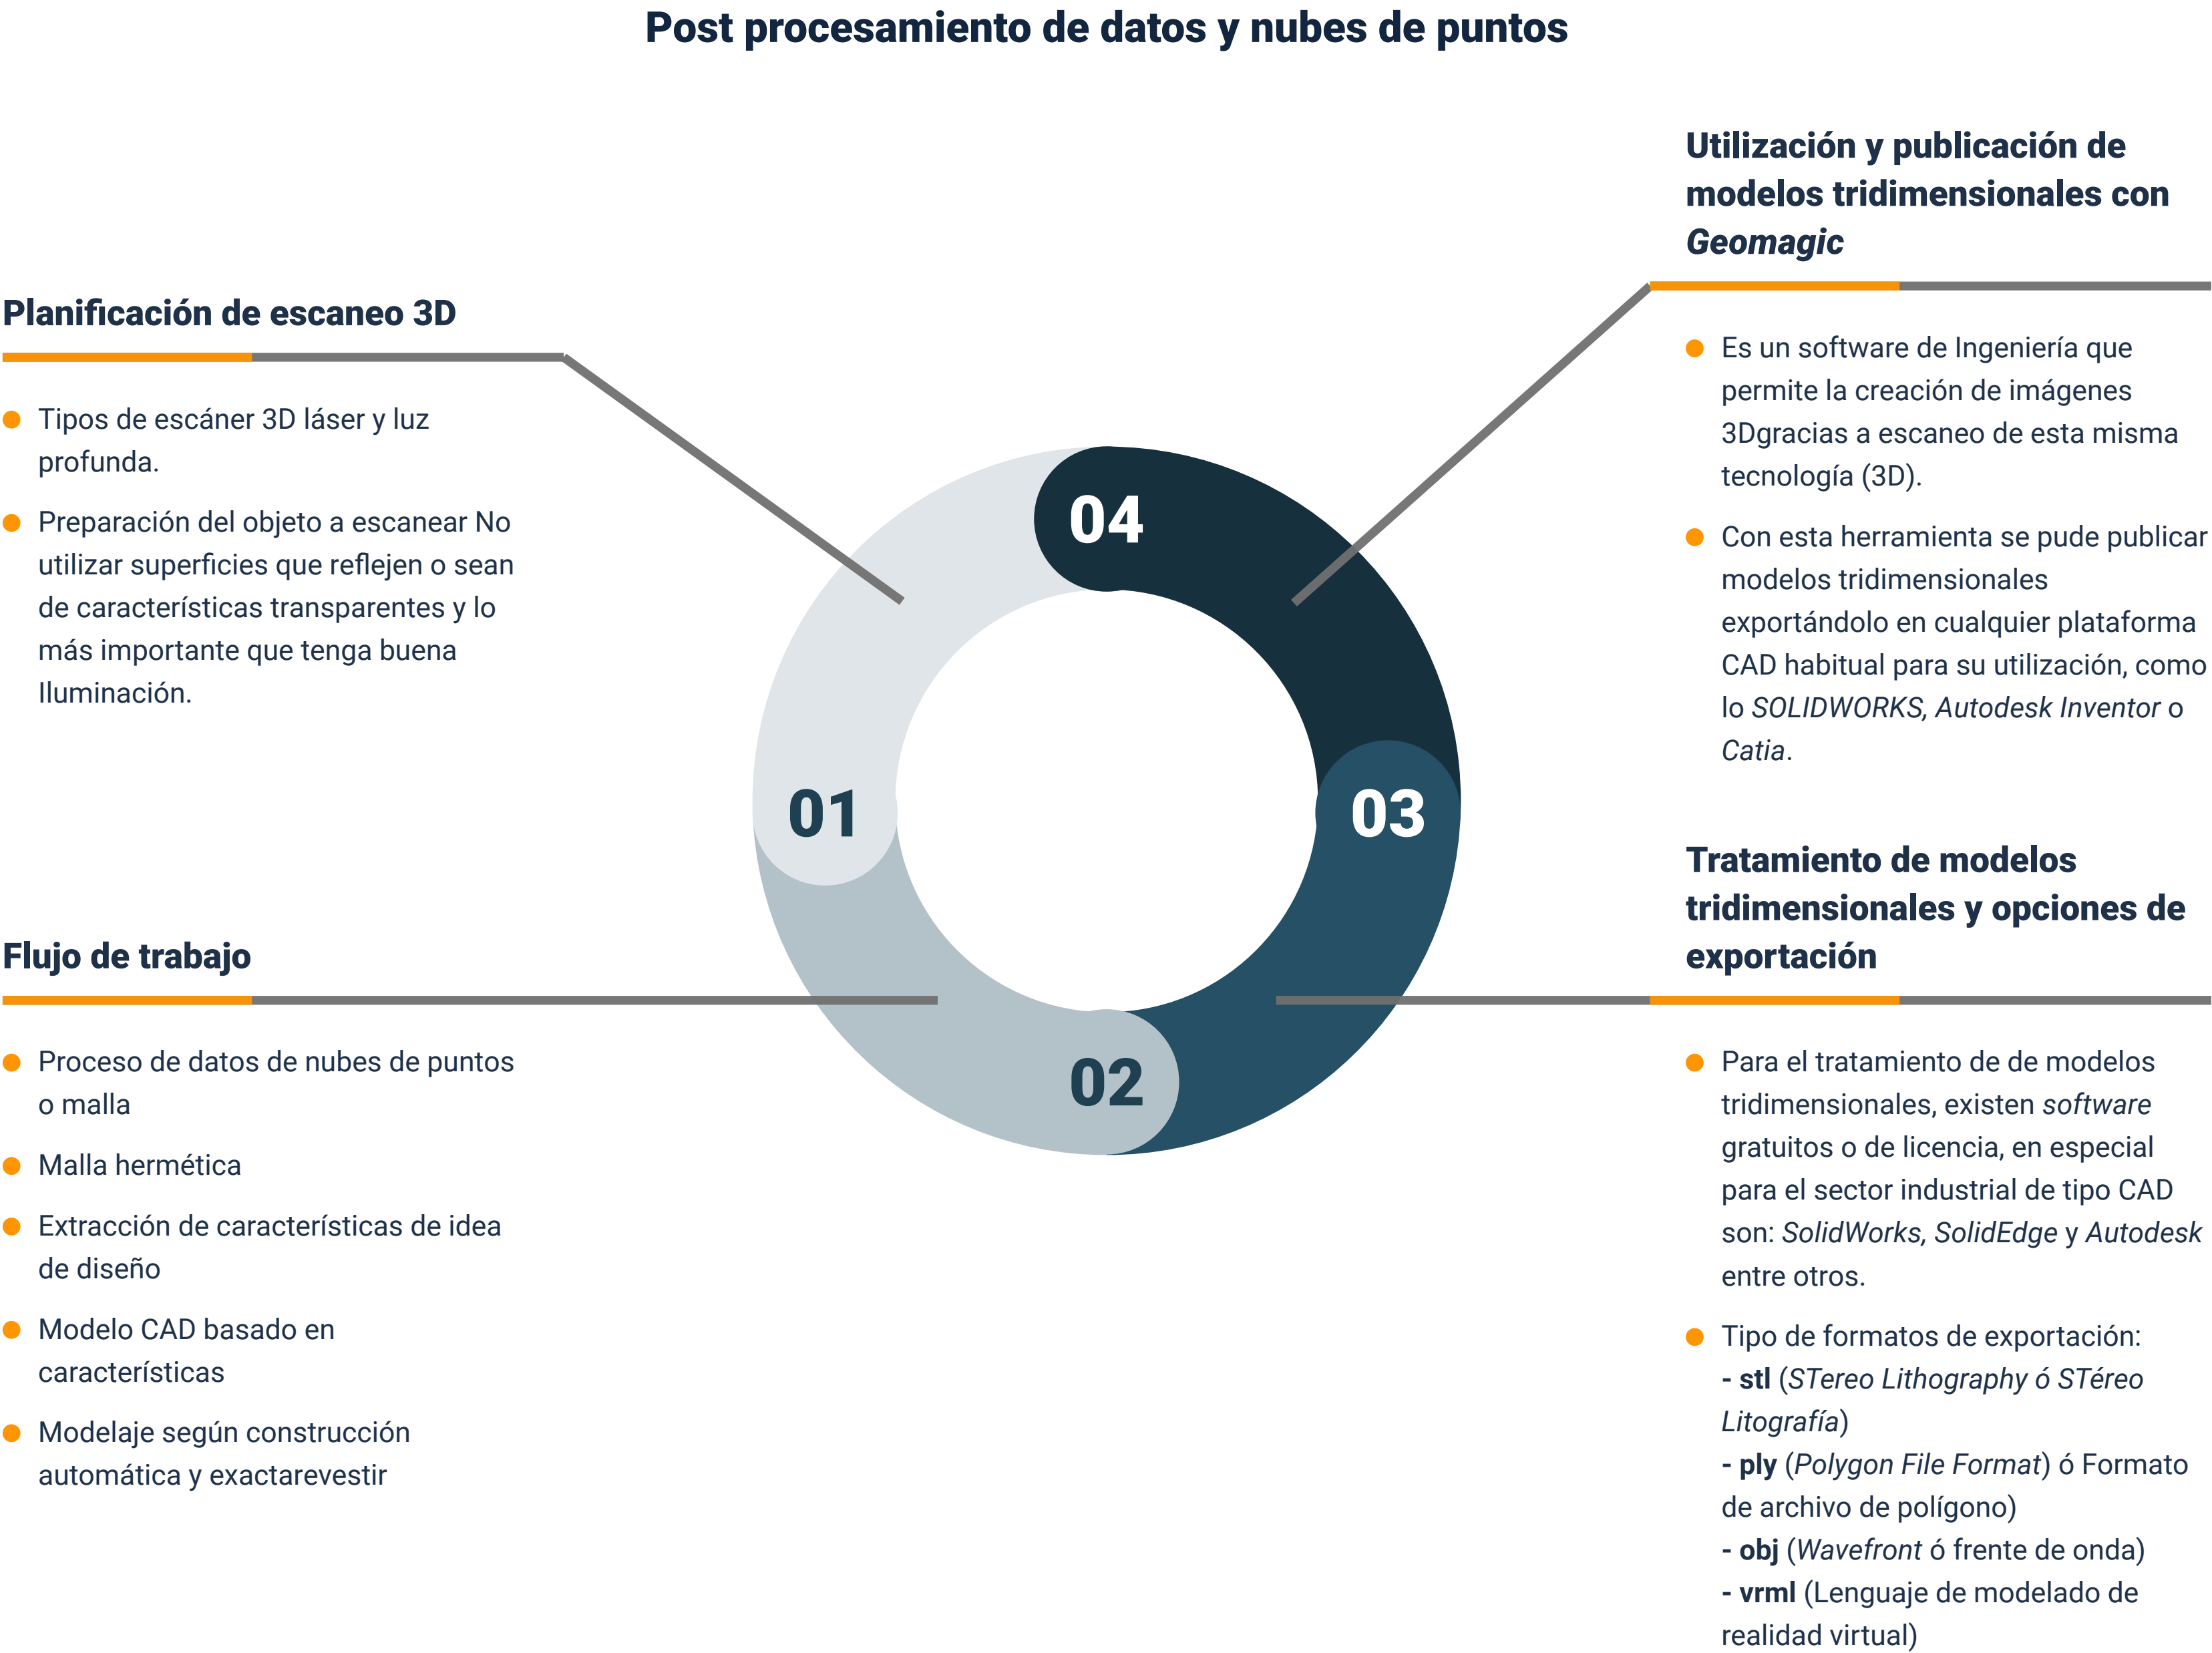 Post procesamiento de datos y nubes de puntos
Planificación de escaneo 3D
Tipos de escáner 3D láser y luz
profunda.
Preparación del objeto a escanear No
utilizar superficies que reflejen o sean
de características transparentes y lo
más importante que tenga buena
Iluminación.
01
Flujo de trabajo
Proceso de datos de nubes de puntos
o malla
Malla hermética
Extracción de características de idea
de diseño
Modelo CAD basado en
características
Modelaje según construcción
automática y exactarevestir
02
Tratamiento de modelos
tridimensionales y opciones de
exportación
Para el tratamiento de de modelos
tridimensionales, existen software
gratuitos o de licencia, en especial
para el sector industrial de tipo CAD
son: SolidWorks, SolidEdge y Autodesk
entre otros.
Tipo de formatos de exportación:
- stl (STereo Lithography ó STéreo
Litografía)
- ply (Polygon File Format) ó Formato
de archivo de polígono)
- obj (Wavefront ó frente de onda)
- vrml (Lenguaje de modelado de
realidad virtual)
03
Utilización y publicación de
modelos tridimensionales con
Geomagic
Es un software de Ingeniería que
permite la creación de imágenes
3Dgracias a escaneo de esta misma
tecnología (3D).
Con esta herramienta se pude publicar
modelos tridimensionales
exportándolo en cualquier plataforma
CAD habitual para su utilización, como
lo SOLIDWORKS, Autodesk Inventor o
Catia.
04